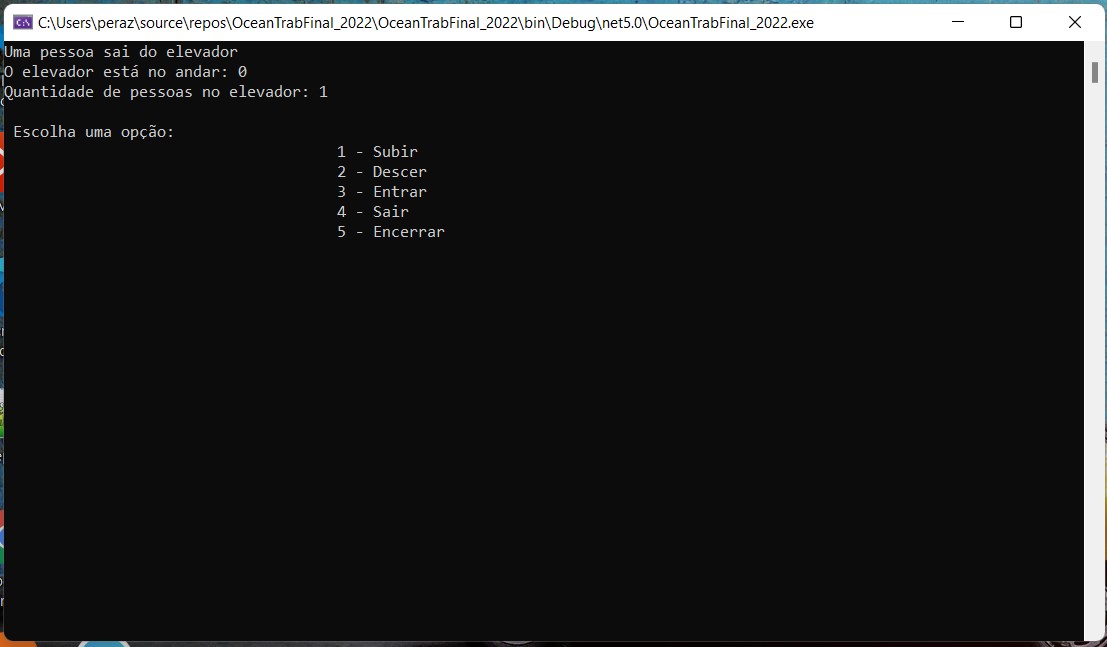 C:\Users\peraz\source\repos\OceanTrabFinal_2022\OceanTrabFinal_2022\bin\Debug\net5.0\OceanTrabFinal_2022.exe
Uma pessoa sai do elevador
O elevador está no andar: 0
Quantidade de pessoas no elevador: 1
Escolha uma opção:
1 - Subir
2 - Descer
3 - Entrar
4 - Sair
5 - Encerrar